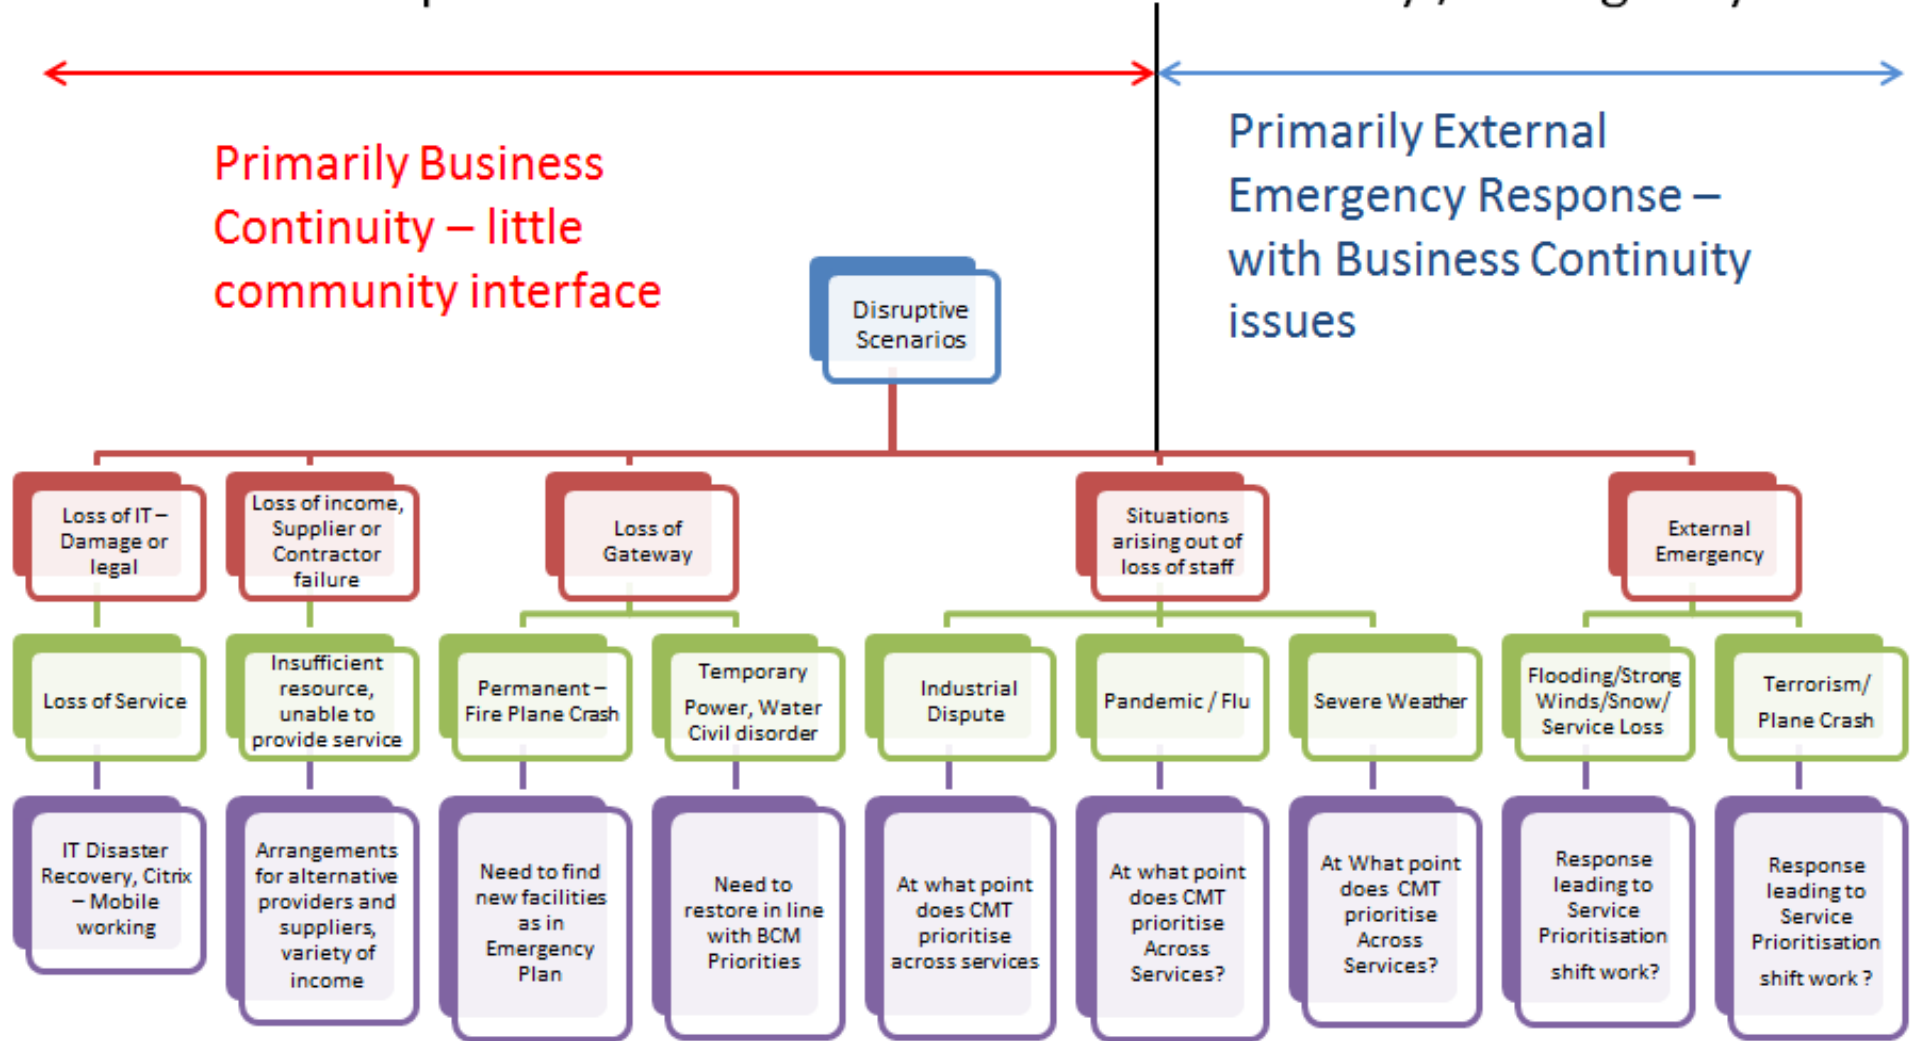 Primarily Business
Continuity – little
community interface
Primarily External
Emergency Response –
with Business Continuity
issues
Disruptive
Scenarios
Loss of IT –
Damage or
legal
Loss of income,
Supplier or
Contractor
failure
Loss of
Gateway
Situations
arising out of
loss of staff
External
Emergency
Loss of Service
Insufficient
resource,
unable to
provide service
Permanent –
Fire Plane Crash
Temporary
Power, Water
Civil disorder
Industrial
Dispute
Pandemic / Flu
Severe Weather
Flooding/Strong
Winds/Snow/
Service Loss
Terrorism/
Plane Crash
IT Disaster
Recovery, Citrix
– Mobile
working
Arrangements
for alternative
providers and
suppliers,
variety of
income
Need to find
new facilities
as in
Emergency
Plan
Need to
restore in line
with BCM
Priorities
At what point
does CMT
prioritise
across services
At what point
does CMT
prioritise
Across
Services?
At What point
does CMT
prioritise
Across
Services?
Response
leading to
Service
Prioritisation
shift work?
Response
leading to
Service
Prioritisation
shift work ?